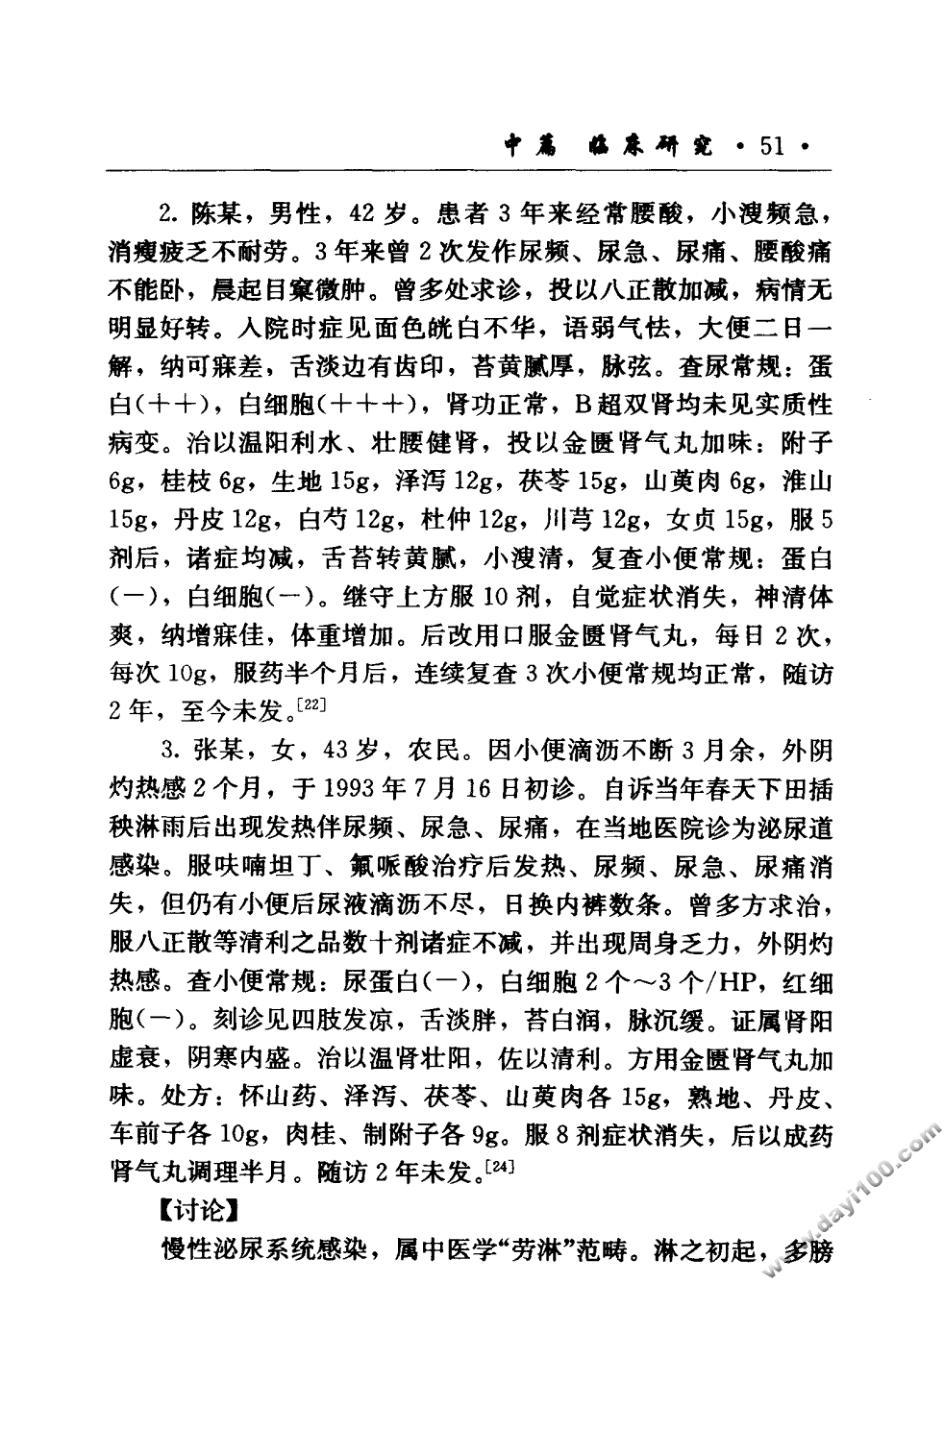 中篇 临床研究 · 51 ·
2. 陈某，男性，42 岁。患者 3 年来经常腰酸，小溲频急，
消瘦疲乏不耐劳。3 年来曾 2 次发作尿频、尿急、尿痛、腰酸痛
不能卧，晨起目窠微肿。曾多处求诊，投以八正散加减，病情无
明显好转。入院时症见面色㿠白不华，语弱气怯，大便二日一
解，纳可寐差，舌淡边有齿印，苔黄腻厚，脉弦。查尿常规：蛋
白(＋＋)，白细胞(＋＋＋)，肾功正常，B 超双肾均未见实质性
病变。治以温阳利水、壮腰健肾，投以金匮肾气丸加味：附子
6g，桂枝 6g，生地 15g，泽泻 12g，茯苓 15g，山萸肉 6g，淮山
15g，丹皮 12g，白芍 12g，杜仲 12g，川芎 12g，女贞 15g，服 5
剂后，诸症均减，舌苔转黄腻，小溲清，复查小便常规：蛋白
(－)，白细胞(－)。继守上方服 10 剂，自觉症状消失，神清体
爽，纳增寐佳，体重增加。后改用口服金匮肾气丸，每日 2 次，
每次 10g，服药半个月后，连续复查 3 次小便常规均正常，随访
2 年，至今未发。[22]
3. 张某，女，43 岁，农民。因小便滴沥不断 3 月余，外阴
灼热感 2 个月，于 1993 年 7 月 16 日初诊。自诉当年春天下田插
秧淋雨后出现发热伴尿频、尿急、尿痛，在当地医院诊为泌尿道
感染。服呋喃坦丁、氟哌酸治疗后发热、尿频、尿急、尿痛消
失，但仍有小便后尿液滴沥不尽，日换内裤数条。曾多方求治，
服八正散等清利之品数十剂诸症不减，并出现周身乏力，外阴灼
热感。查小便常规：尿蛋白(－)，白细胞 2 个～3 个/HP，红细
胞(－)。刻诊见四肢发凉，舌淡胖，苔白润，脉沉缓。证属肾阳
虚衰，阴寒内盛。治以温肾壮阳，佐以清利。方用金匮肾气丸加
味。处方：怀山药、泽泻、茯苓、山萸肉各 15g，熟地、丹皮、
车前子各 10g，肉桂、制附子各 9g。服 8 剂症状消失，后以成药
肾气丸调理半月。随访 2 年未发。[24]
【讨论】
慢性泌尿系统感染，属中医学“劳淋”范畴。淋之初起，多膀
www.dayi100.com